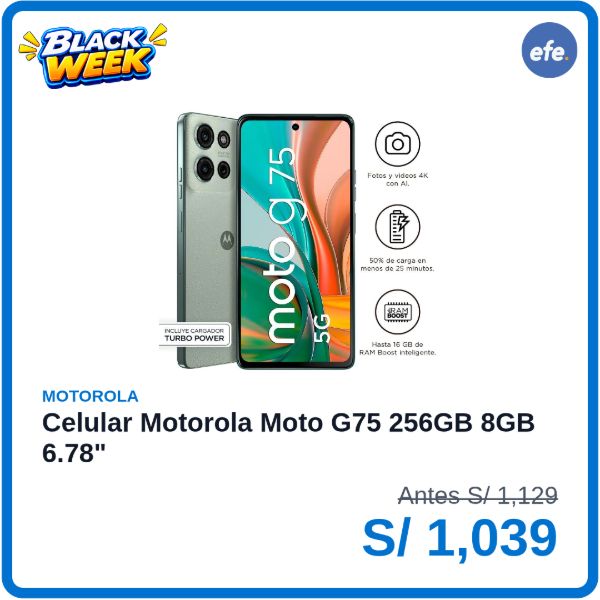 BLACK
WEEK
efe.
moto g 75
5G
Fotos y videos 4K
con AI.
50% de carga en
menos de 25 minutos.
RAM
BOOST
Hasta 16 GB de
RAM Boost inteligente.
INCLUYE CARGADOR
TURBO POWER
MOTOROLA
Celular Motorola Moto G75 256GB 8GB
6.78"
Antes S/ 1,129
S/ 1,039